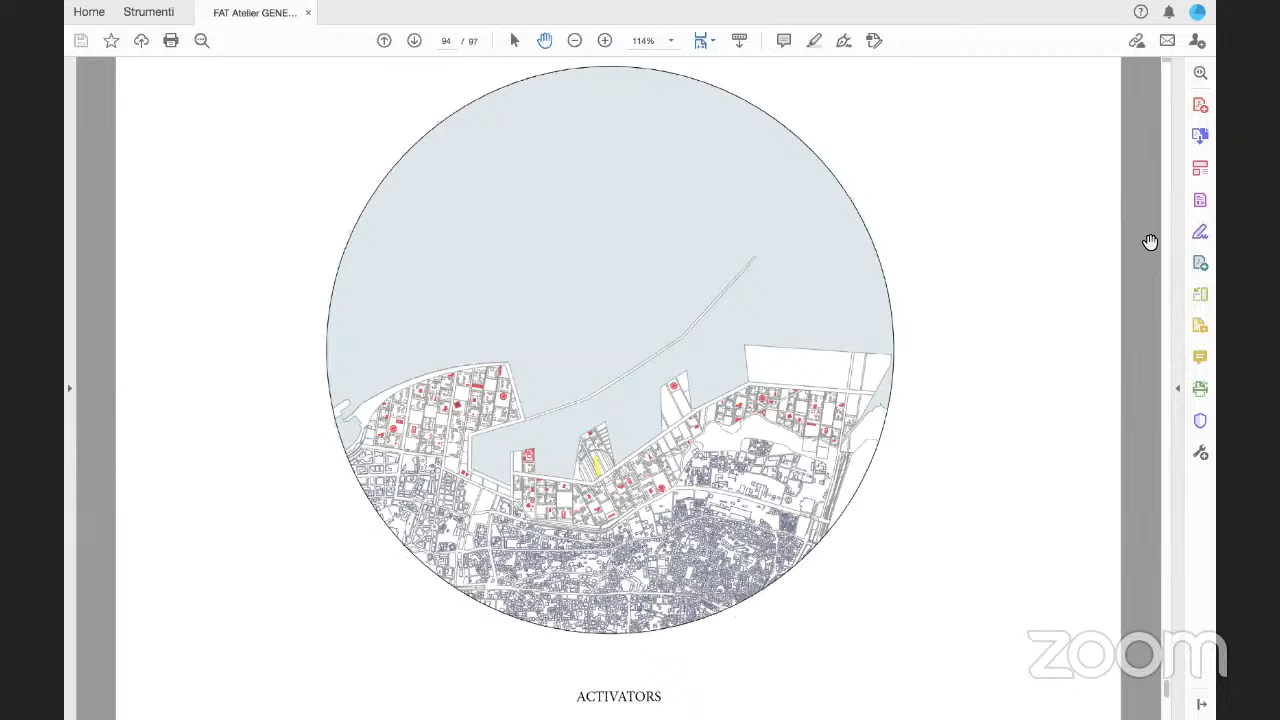 Home Strumenti FAT Atelier GENE... ×
94 / 97 114%
zoom
ACTIVATORS